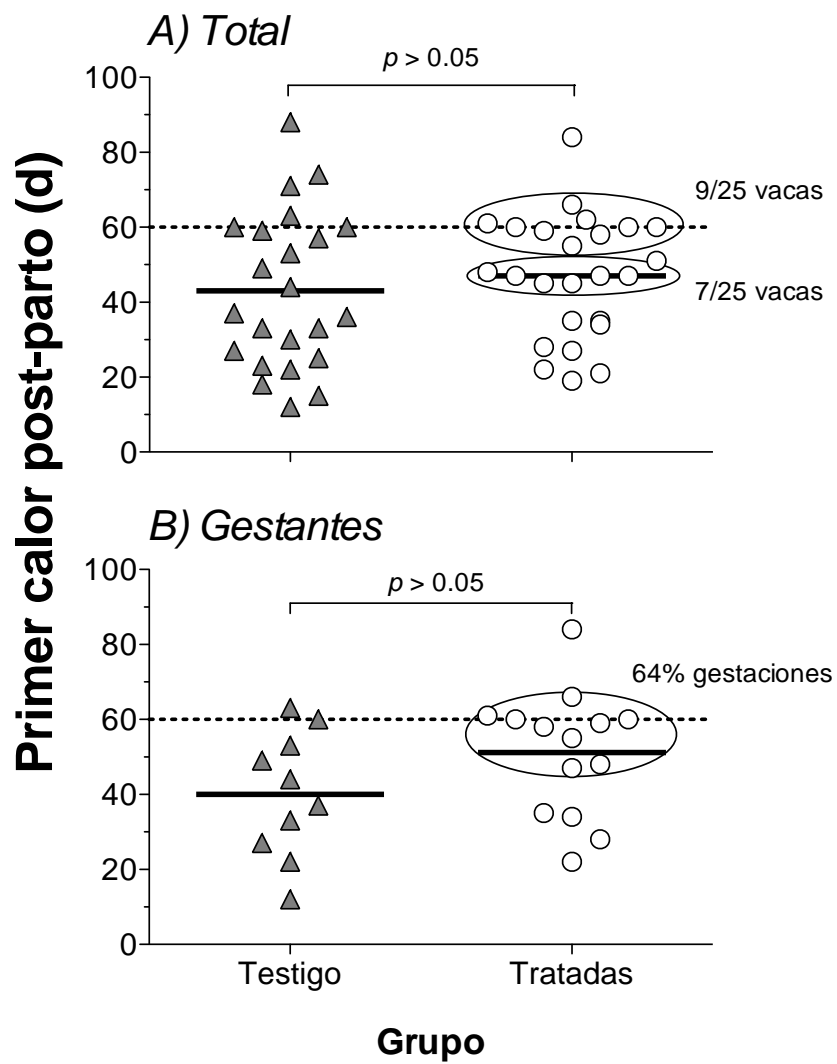 A) Total
p > 0.05
100
80
60
40
20
0
9/25 vacas
7/25 vacas
Primer calor post-parto (d)
B) Gestantes
p > 0.05
100
80
60
40
20
0
64% gestaciones
Testigo
Tratadas
Grupo